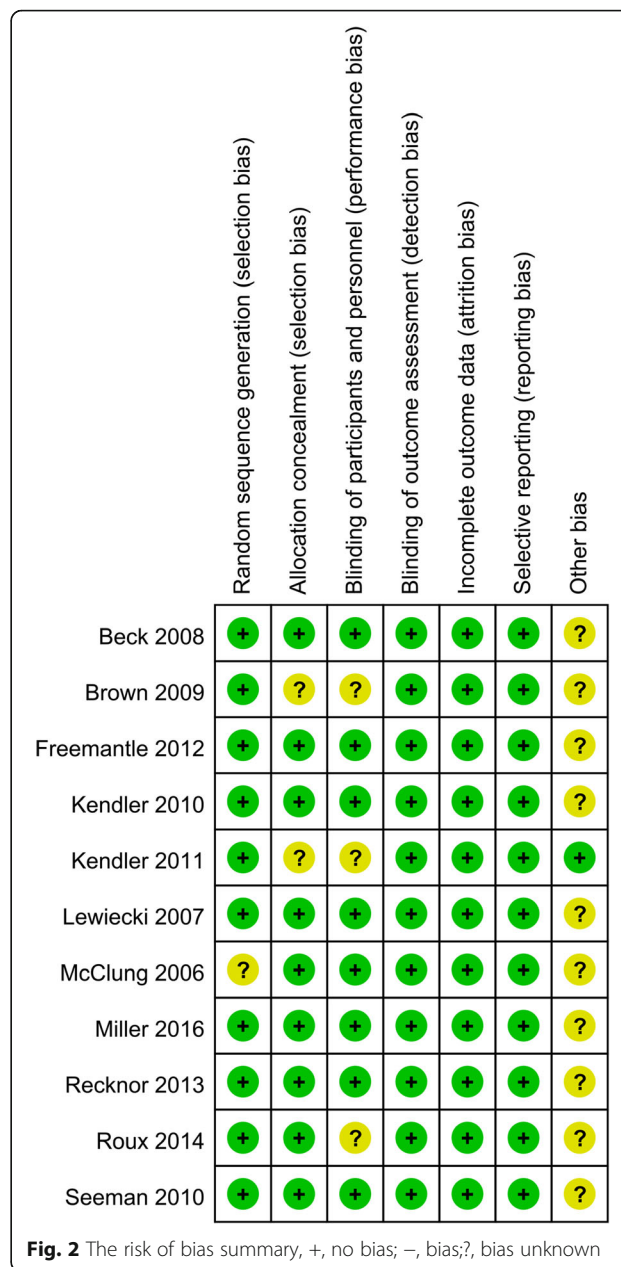 Random sequence generation (selection bias)
Allocation concealment (selection bias)
Blinding of participants and personnel (performance bias)
Blinding of outcome assessment (detection bias)
Incomplete outcome data (attrition bias)
Selective reporting (reporting bias)
Other bias
Beck 2008 + + + + + + ?
Brown 2009 + ? ? + + + ?
Freemantle 2012 + + + + + + ?
Kendler 2010 + + + + + + ?
Kendler 2011 + ? ? + + + +
Lewiecki 2007 + + + + + + ?
McClung 2006 ? + + + + + ?
Miller 2016 + + + + + + ?
Recknor 2013 + + + + + + ?
Roux 2014 + + ? + + + ?
Seeman 2010 + + + + + + ?
Fig. 2 The risk of bias summary, +, no bias; −, bias;?, bias unknown